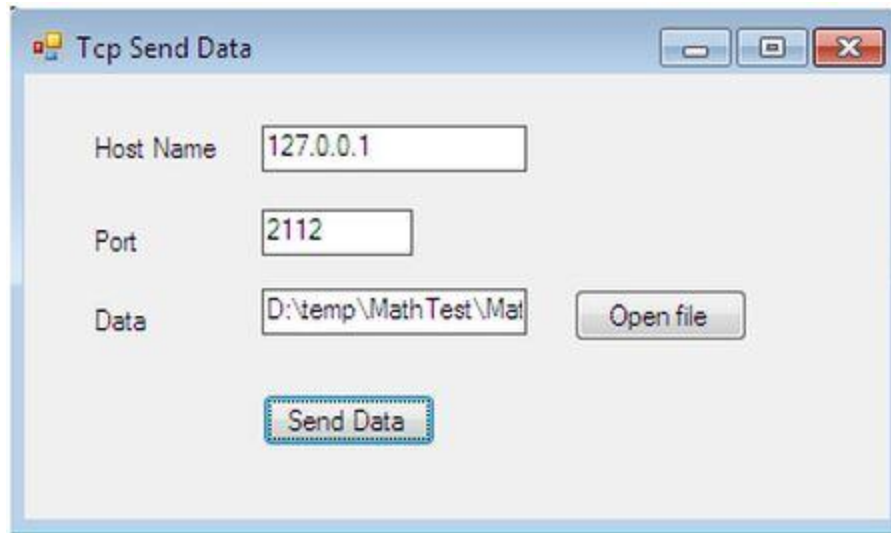 Tcp Send Data
Host Name 127.0.0.1
Port 2112
Data D:\temp\MathTest\Mat Open file
Send Data